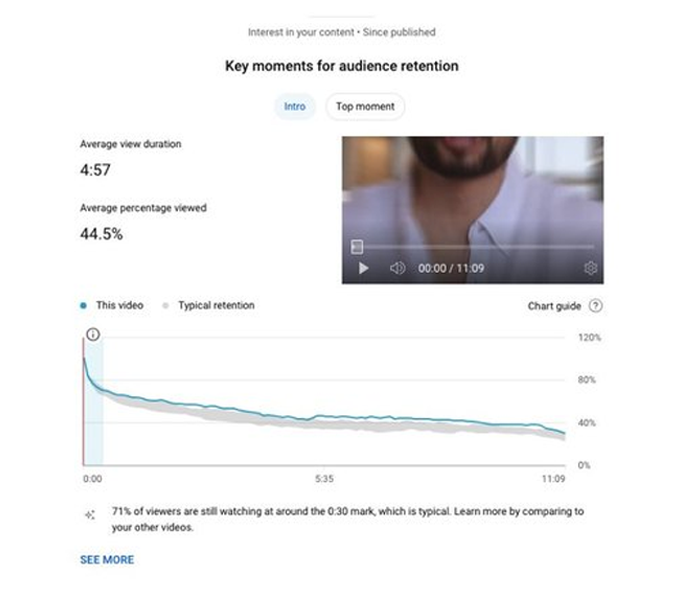 Interest in your content • Since published
Key moments for audience retention
Intro
Top moment
Average view duration
4:57
Average percentage viewed
44.5%
00:00 / 11:09
This video
Typical retention
Chart guide ?
120%
80%
40%
0%
0:00
5:35
11:09
71% of viewers are still watching at around the 0:30 mark, which is typical. Learn more by comparing to
your other videos.
SEE MORE